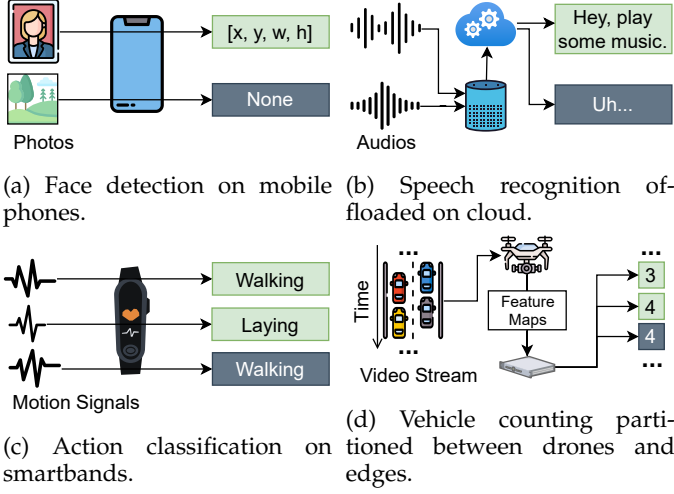 [x, y, w, h]
None
Photos
(a) Face detection on mobile
phones.
Hey, play
some music.
Uh...
Audios
(b) Speech recognition of-
floaded on cloud.
Walking
Laying
Walking
Motion Signals
(c) Action classification on
smartbands.
Time
...
...
Video Stream
Feature
Maps
...
3
4
4
...
(d) Vehicle counting parti-
tioned between drones and
edges.